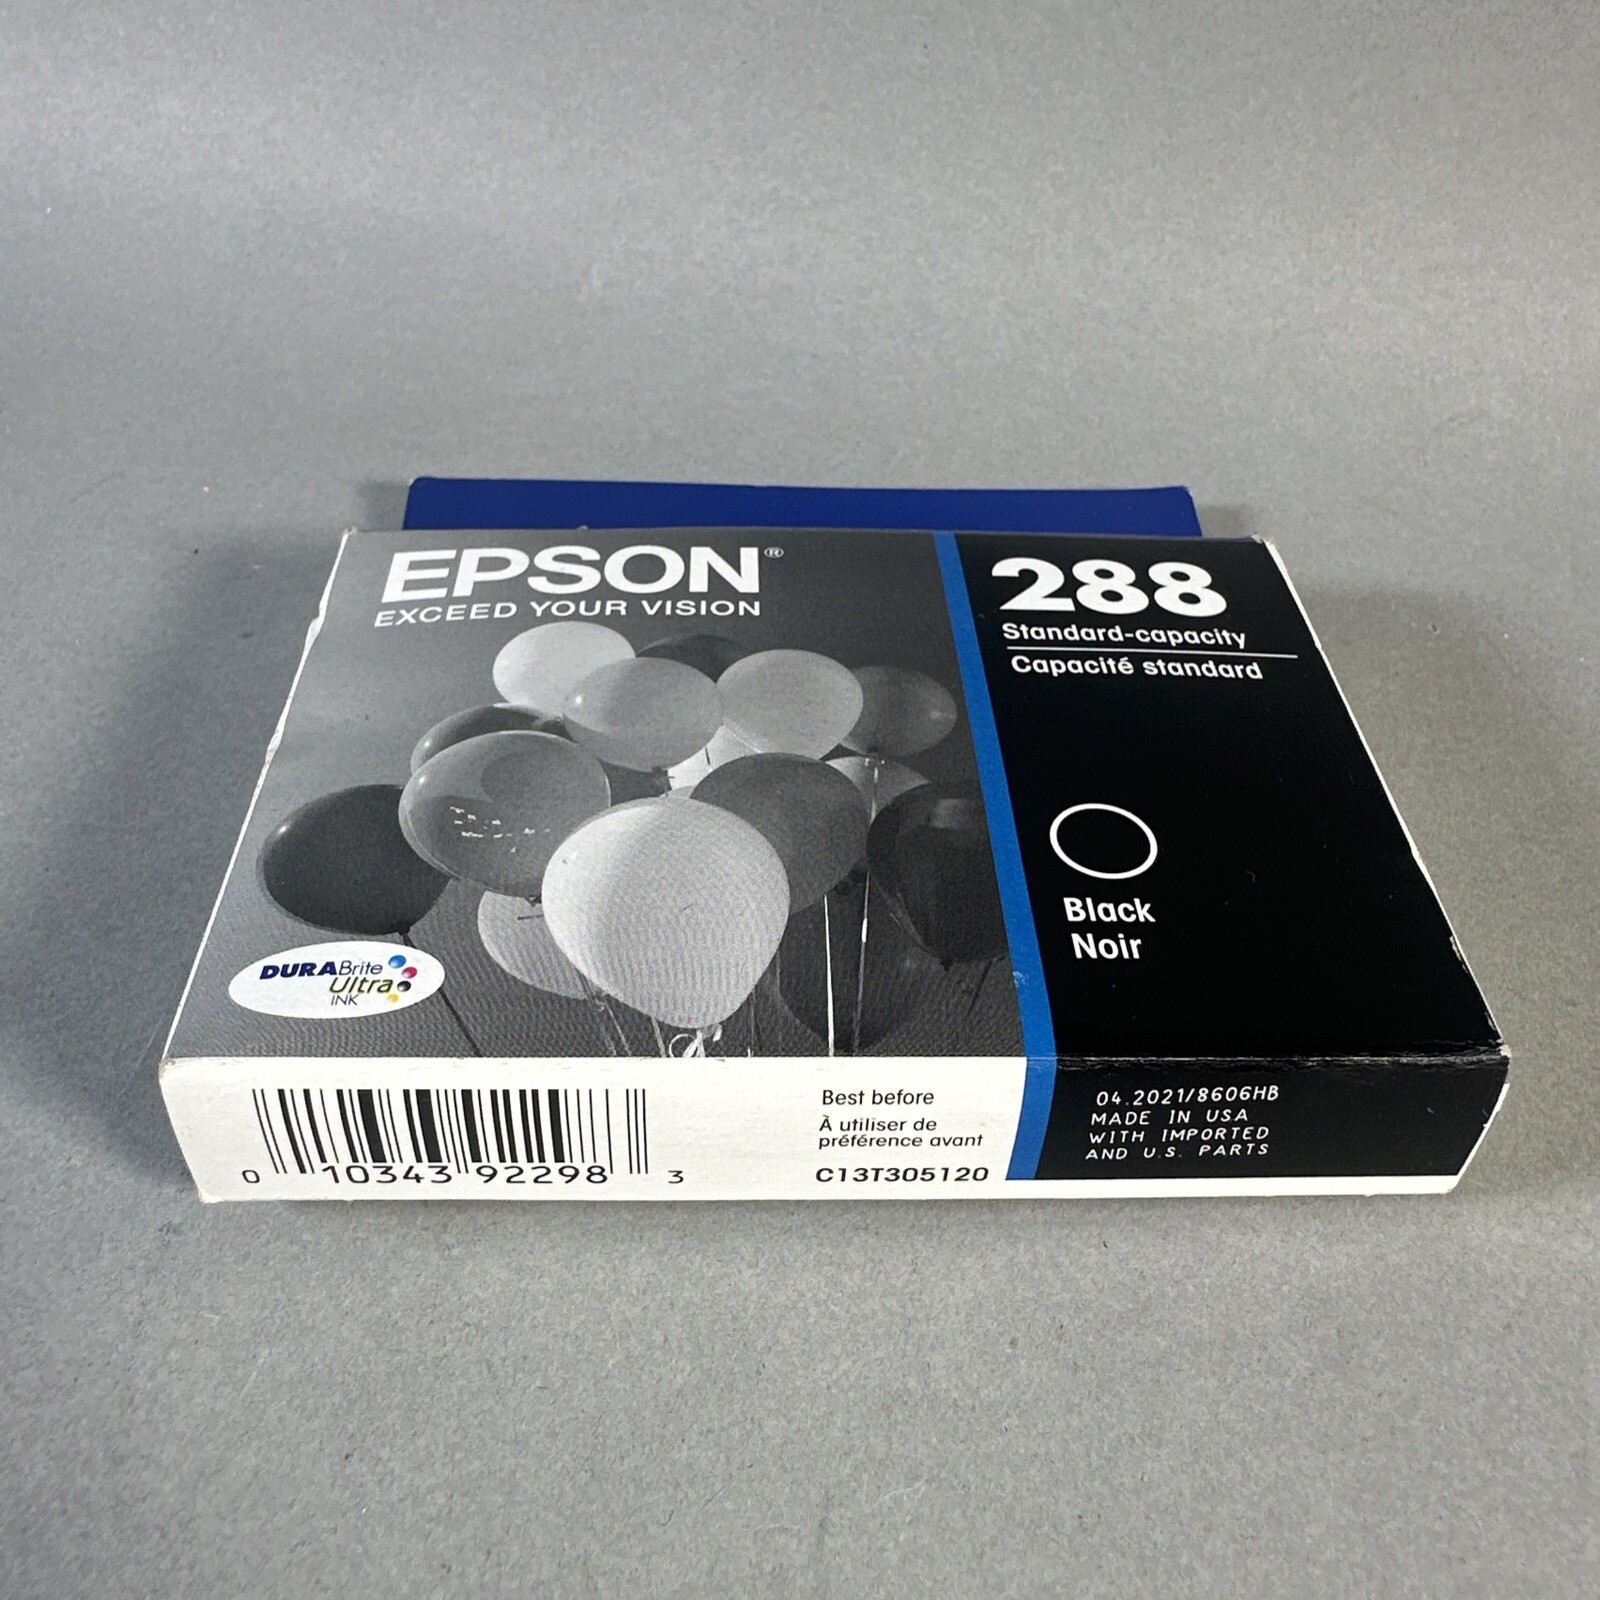 EPSON®
EXCEED YOUR VISION
288
Standard-capacity
Capacité standard
Black
Noir
DURABrite
Ultra
INK
0 10343 92298 3
Best before
À utiliser de
préférence avant
C13T305120
04.2021/8606HB
MADE IN USA
WITH IMPORTED
AND U.S. PARTS